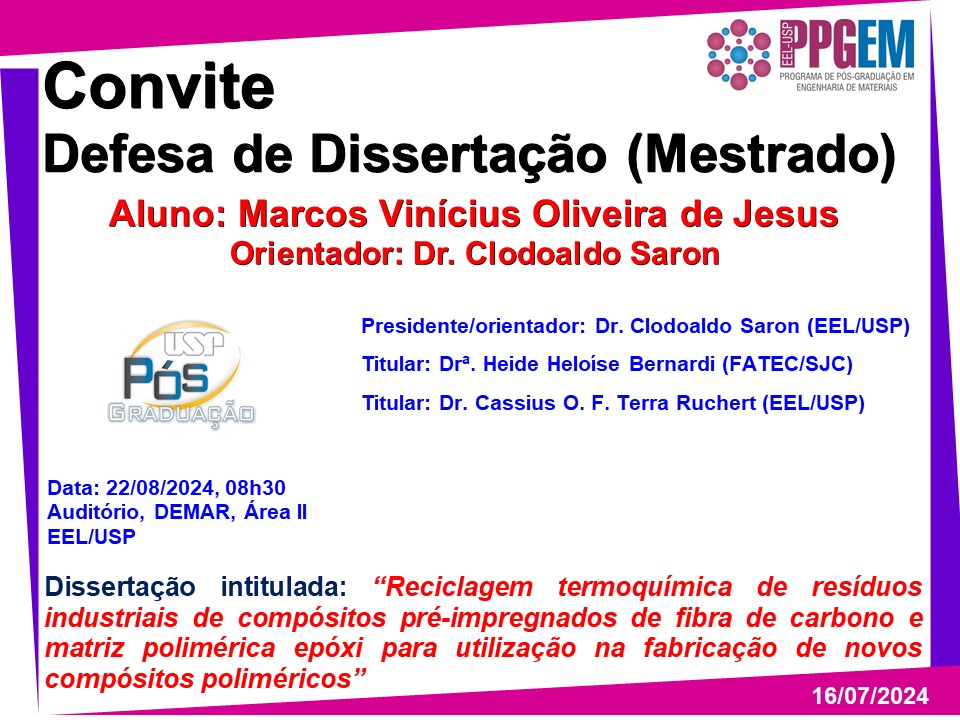 EEL-USP
PPGEM
PROGRAMA DE PÓS-GRADUAÇÃO EM
ENGENHARIA DE MATERIAIS
Convite
Defesa de Dissertação (Mestrado)
Aluno: Marcos Vinícius Oliveira de Jesus
Orientador: Dr. Clodoaldo Saron
USP
Pós
GRADUAÇÃO
Presidente/orientador: Dr. Clodoaldo Saron (EEL/USP)
Titular: Drª. Heide Heloíse Bernardi (FATEC/SJC)
Titular: Dr. Cassius O. F. Terra Ruchert (EEL/USP)
Data: 22/08/2024, 08h30
Auditório, DEMAR, Área II
EEL/USP
Dissertação intitulada: “Reciclagem termoquímica de resíduos
industriais de compósitos pré-impregnados de fibra de carbono e
matriz polimérica epóxi para utilização na fabricação de novos
compósitos poliméricos”
16/07/2024